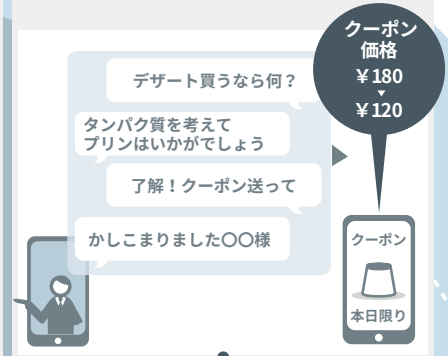 クーポン
価格
￥180
￥120
デザート買うなら何？
タンパク質を考えて
プリンはいかがでしょう
了解！クーポン送って
かしこまりました〇〇様
クーポン
本日限り